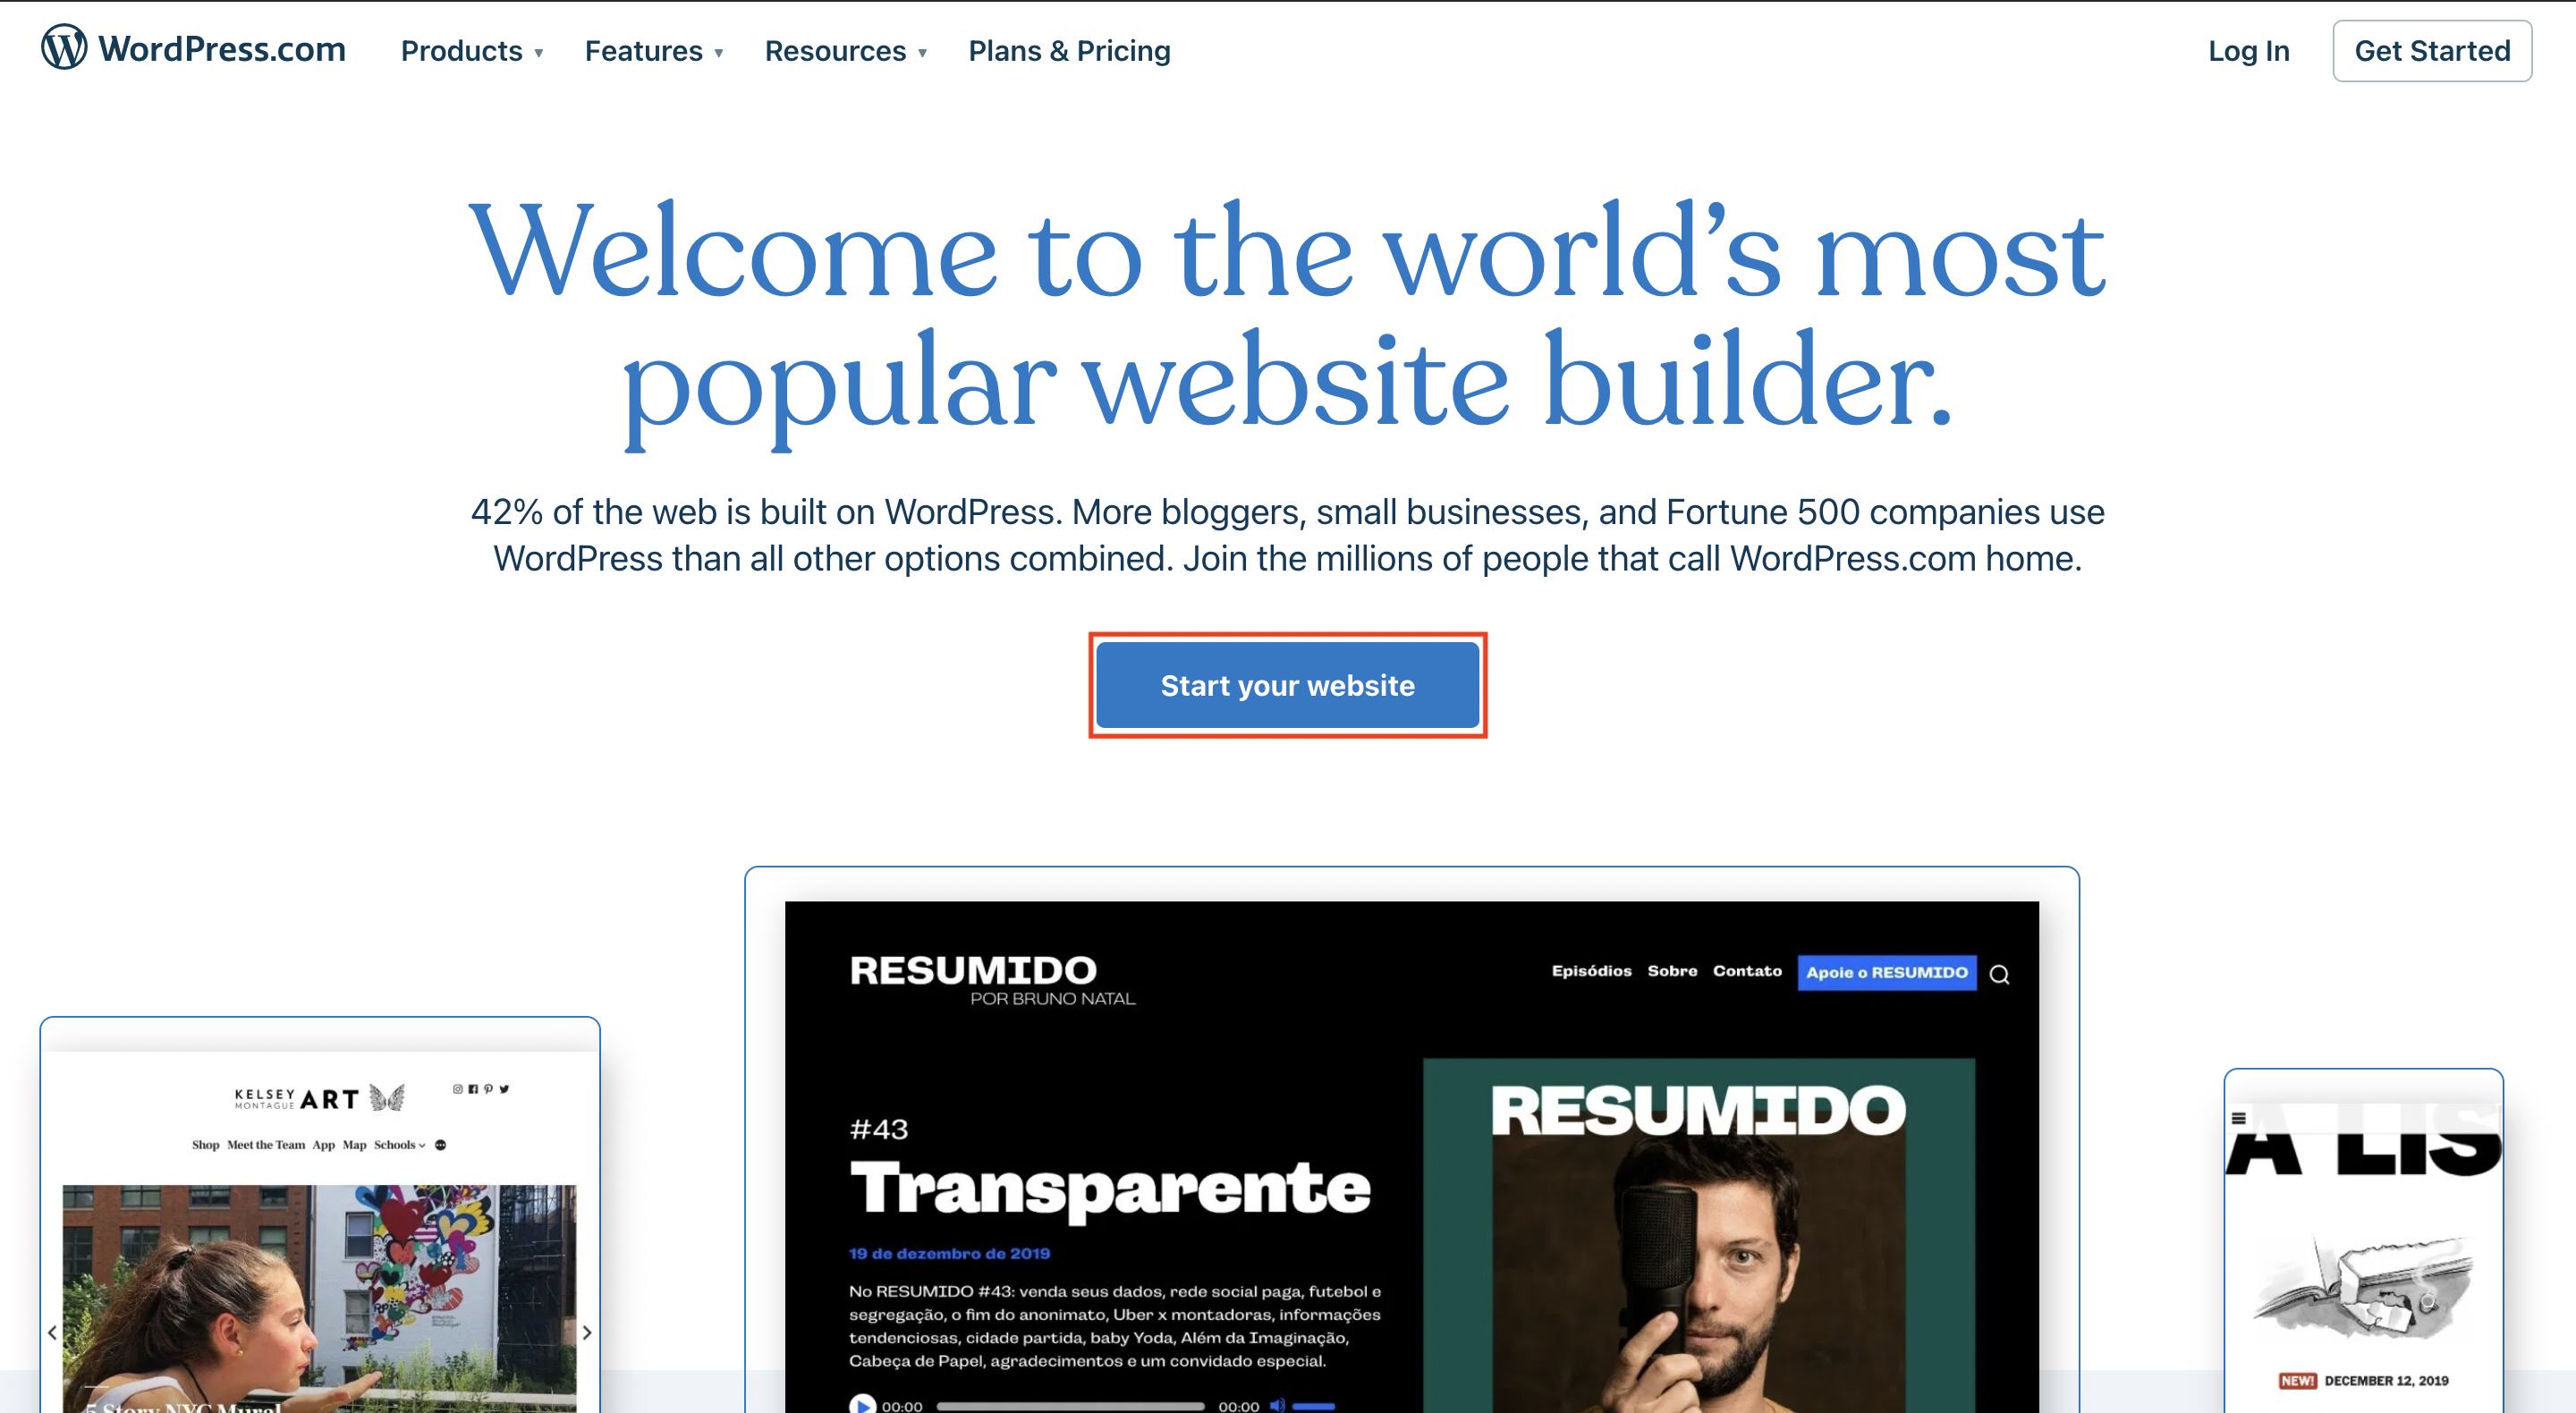 WordPress.com Products Features Resources Plans & Pricing Log In Get Started
Welcome to the world’s most
popular website builder.
42% of the web is built on WordPress. More bloggers, small businesses, and Fortune 500 companies use
WordPress than all other options combined. Join the millions of people that call WordPress.com home.
Start your website
KELSEY
MONTAGUE
ART
Shop Meet the Team App Map Schools
5 Story NYC Mural
RESUMIDO
POR BRUNO NATAL
Episódios Sobre Contato Apoie o RESUMIDO
#43
Transparente
19 de dezembro de 2019
No RESUMIDO #43: venda seus dados, rede social paga, futebol e
segregação, o fim do anonimato, Uber x montadoras, informações
tendenciosas, cidade partida, baby Yoda, Além da Imaginação,
Cabeça de Papel, agradecimentos e um convidado especial.
00:00 00:00
RESUMIDO
A LIS
NEW! DECEMBER 12, 2019